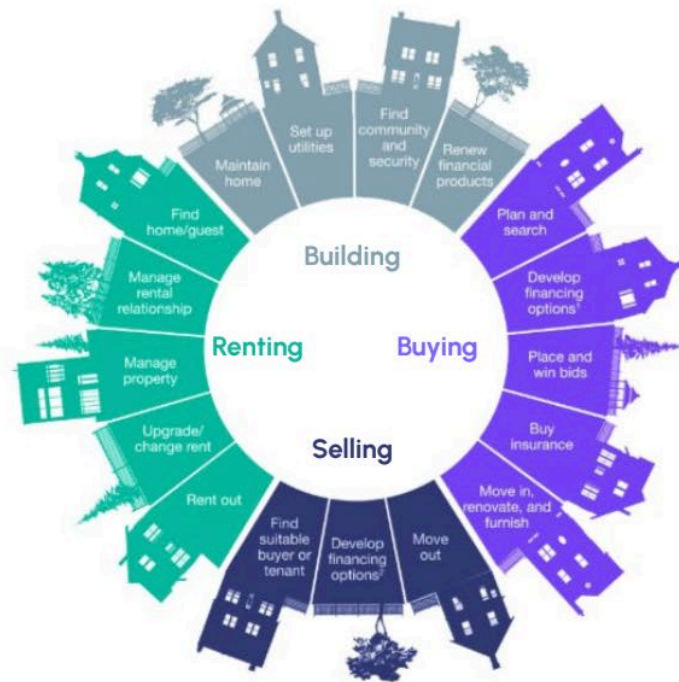 Maintain
home
Set up
utilities
Find
community
and
security
Renew
financial
products
Plan and
search
Develop
financing
options¹
Place and
win bids
Buy
insurance
Move in,
renovate, and
furnish
Move
out
Develop
financing
options²
Find
suitable
buyer or
tenant
Rent out
Upgrade/
change rent
Manage
property
Manage
rental
relationship
Find
home/guest
Building
Renting
Buying
Selling